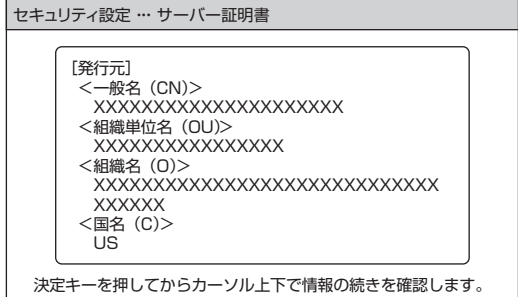 セキュリティ設定 … サーバー証明書
[発行元]
＜一般名（CN）＞
XXXXXXXXXXXXXXXXXXXXX
＜組織単位名（OU）＞
XXXXXXXXXXXXXXXX
＜組織名（O）＞
XXXXXXXXXXXXXXXXXXXXXXXXXXXXX
XXXXXX
＜国名（C）＞
US
決定キーを押してからカーソル上下で情報の続きを確認します。